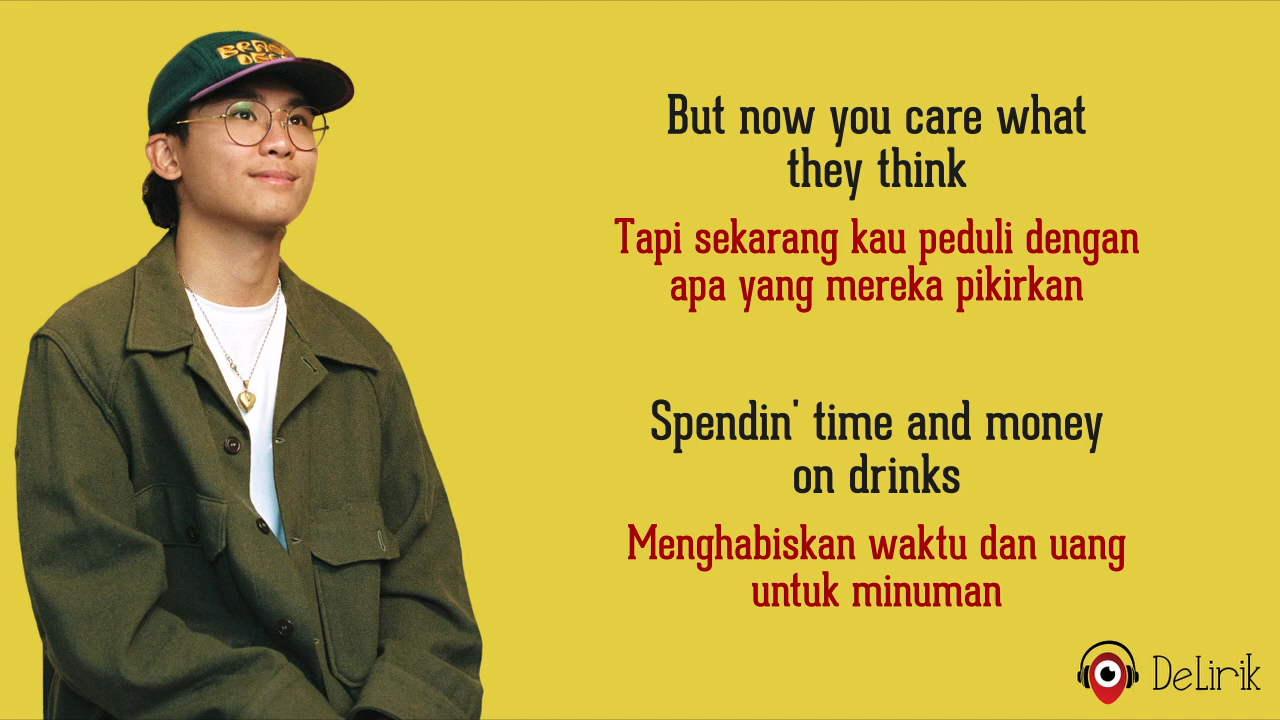 But now you care what
they think
Tapi sekarang kau peduli dengan
apa yang mereka pikirkan
Spendin' time and money
on drinks
Menghabiskan waktu dan uang
untuk minuman
DeLirik